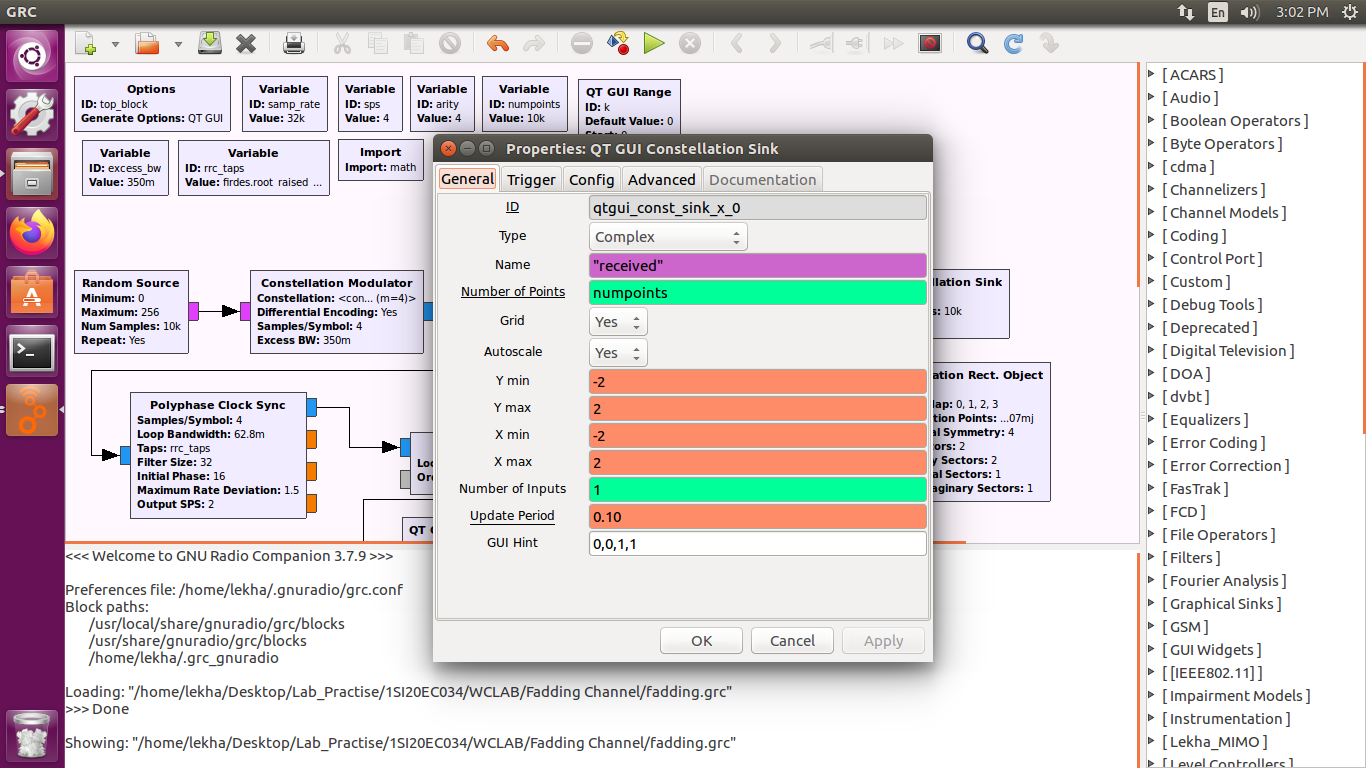 GRC
En
3:02 PM
Options
ID: top_block
Generate Options: QT GUI
Variable
ID: samp_rate
Value: 32k
Variable
ID: sps
Value: 4
Variable
ID: arity
Value: 4
Variable
ID: numpoints
Value: 10k
QT GUI Range
ID: k
Default Value: 0
Variable
ID: excess_bw
Value: 350m
Variable
ID: rrc_taps
Value: firdes.root_raised_...
Import
Import: math
Random Source
Minimum: 0
Maximum: 256
Num Samples: 10k
Repeat: Yes
Constellation Modulator
Constellation: <con... (m=4)>
Differential Encoding: Yes
Samples/Symbol: 4
Excess BW: 350m
Polyphase Clock Sync
Samples/Symbol: 4
Loop Bandwidth: 62.8m
Taps: rrc_taps
Filter Size: 32
Initial Phase: 16
Maximum Rate Deviation: 1.5
Output SPS: 2
Loo
Ord
QT G
llation Sink
s: 10k
ation Rect. Object
ap: 0, 1, 2, 3
tion Points: ...07mj
al Symmetry: 4
ors: 2
y Sectors: 2
al Sectors: 1
aginary Sectors: 1
Properties: QT GUI Constellation Sink
General Trigger Config Advanced Documentation
ID qtgui_const_sink_x_0
Type Complex
Name "received"
Number of Points numpoints
Grid Yes
Autoscale Yes
Y min -2
Y max 2
X min -2
X max 2
Number of Inputs 1
Update Period 0.10
GUI Hint 0,0,1,1
OK Cancel Apply
<<< Welcome to GNU Radio Companion 3.7.9 >>>
Preferences file: /home/lekha/.gnuradio/grc.conf
Block paths:
/usr/local/share/gnuradio/grc/blocks
/usr/share/gnuradio/grc/blocks
/home/lekha/.grc_gnuradio
Loading: "/home/lekha/Desktop/Lab_Practise/1SI20EC034/WCLAB/Fadding Channel/fadding.grc"
>>> Done
Showing: "/home/lekha/Desktop/Lab_Practise/1SI20EC034/WCLAB/Fadding Channel/fadding.grc"
[ ACARS ]
[ Audio ]
[ Boolean Operators ]
[ Byte Operators ]
[ cdma ]
[ Channelizers ]
[ Channel Models ]
[ Coding ]
[ Control Port ]
[ Custom ]
[ Debug Tools ]
[ Deprecated ]
[ Digital Television ]
[ DOA ]
[ dvbt ]
[ Equalizers ]
[ Error Coding ]
[ Error Correction ]
[ FasTrak ]
[ FCD ]
[ File Operators ]
[ Filters ]
[ Fourier Analysis ]
[ Graphical Sinks ]
[ GSM ]
[ GUI Widgets ]
[ [IEEE802.11] ]
[ Impairment Models ]
[ Instrumentation ]
[ Lekha_MIMO ]
[ Level Controllers ]